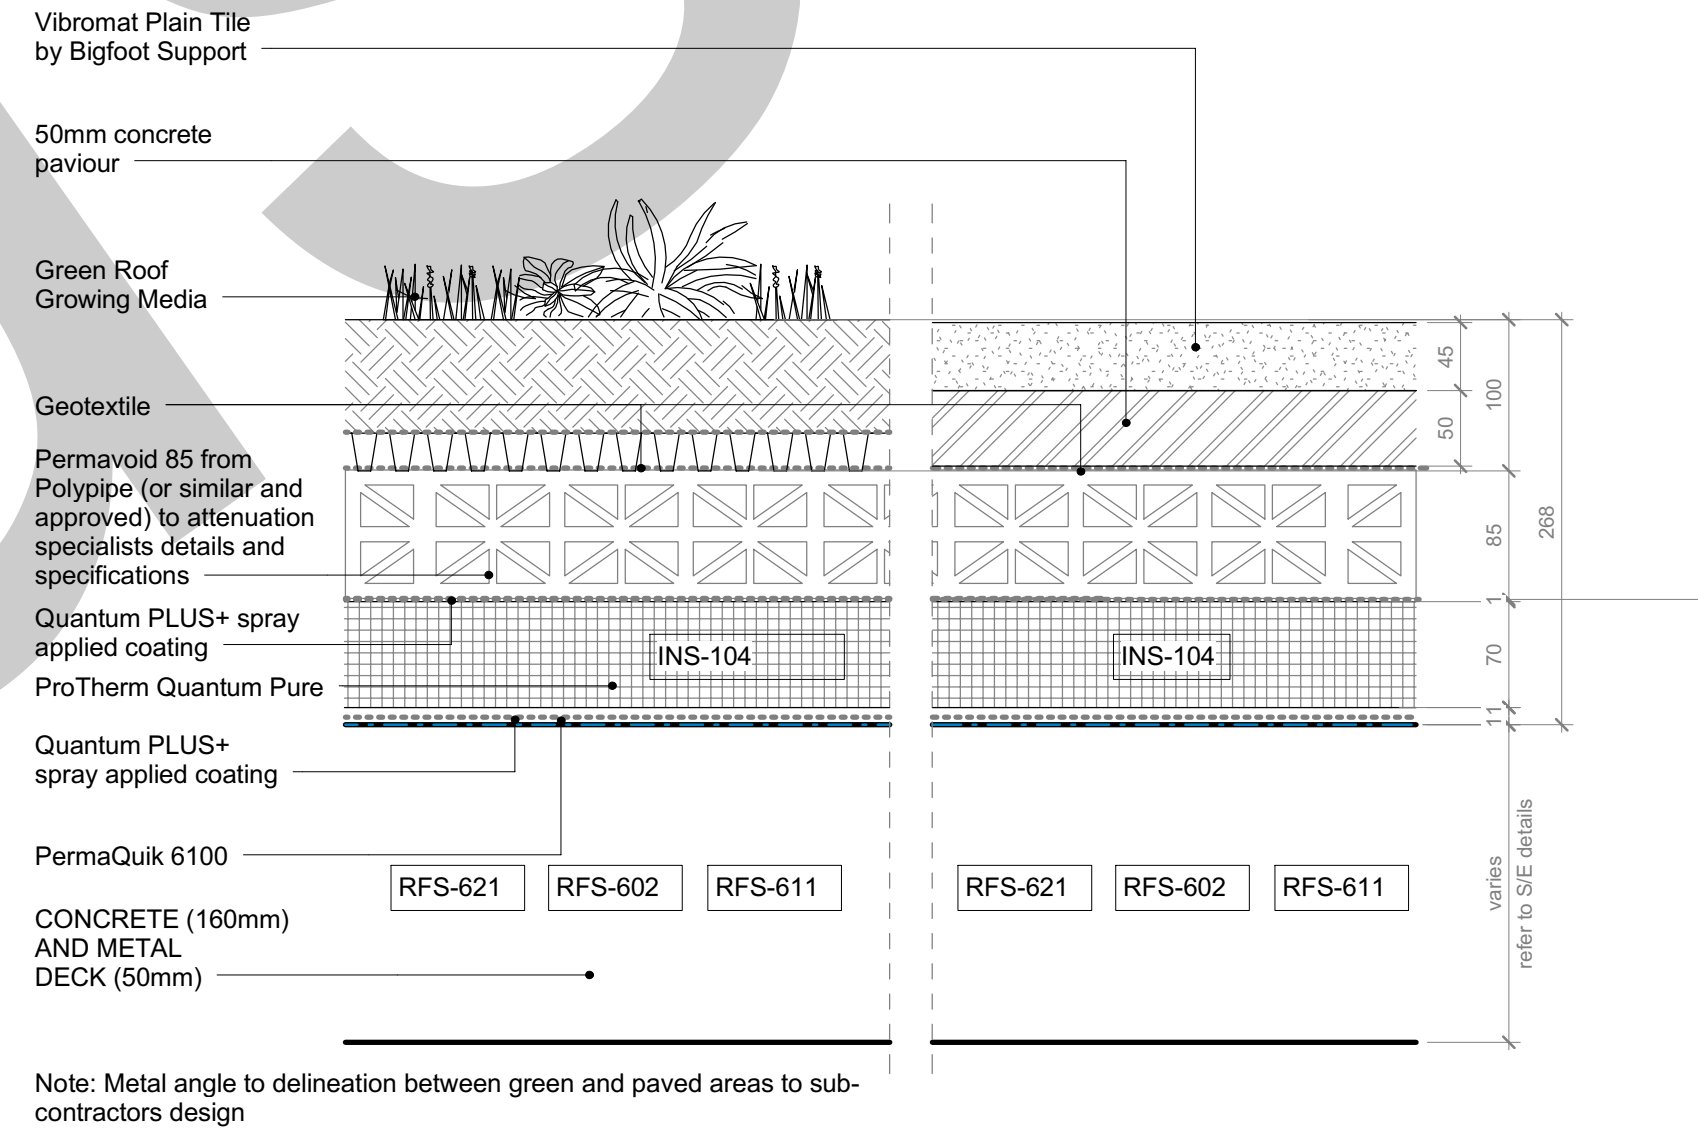 Vibromat Plain Tile
by Bigfoot Support
50mm concrete
paviour
Green Roof
Growing Media
Geotextile
Permavoid 85 from
Polypipe (or similar and
approved) to attenuation
specialists details and
specifications
Quantum PLUS+ spray
applied coating
ProTherm Quantum Pure
Quantum PLUS+
spray applied coating
PermaQuik 6100
CONCRETE (160mm)
AND METAL
DECK (50mm)
INS-104
INS-104
RFS-621
RFS-602
RFS-611
RFS-621
RFS-602
RFS-611
45
50
100
85
1
70
11
268
varies
refer to S/E details
Note: Metal angle to delineation between green and paved areas to sub-
contractors design